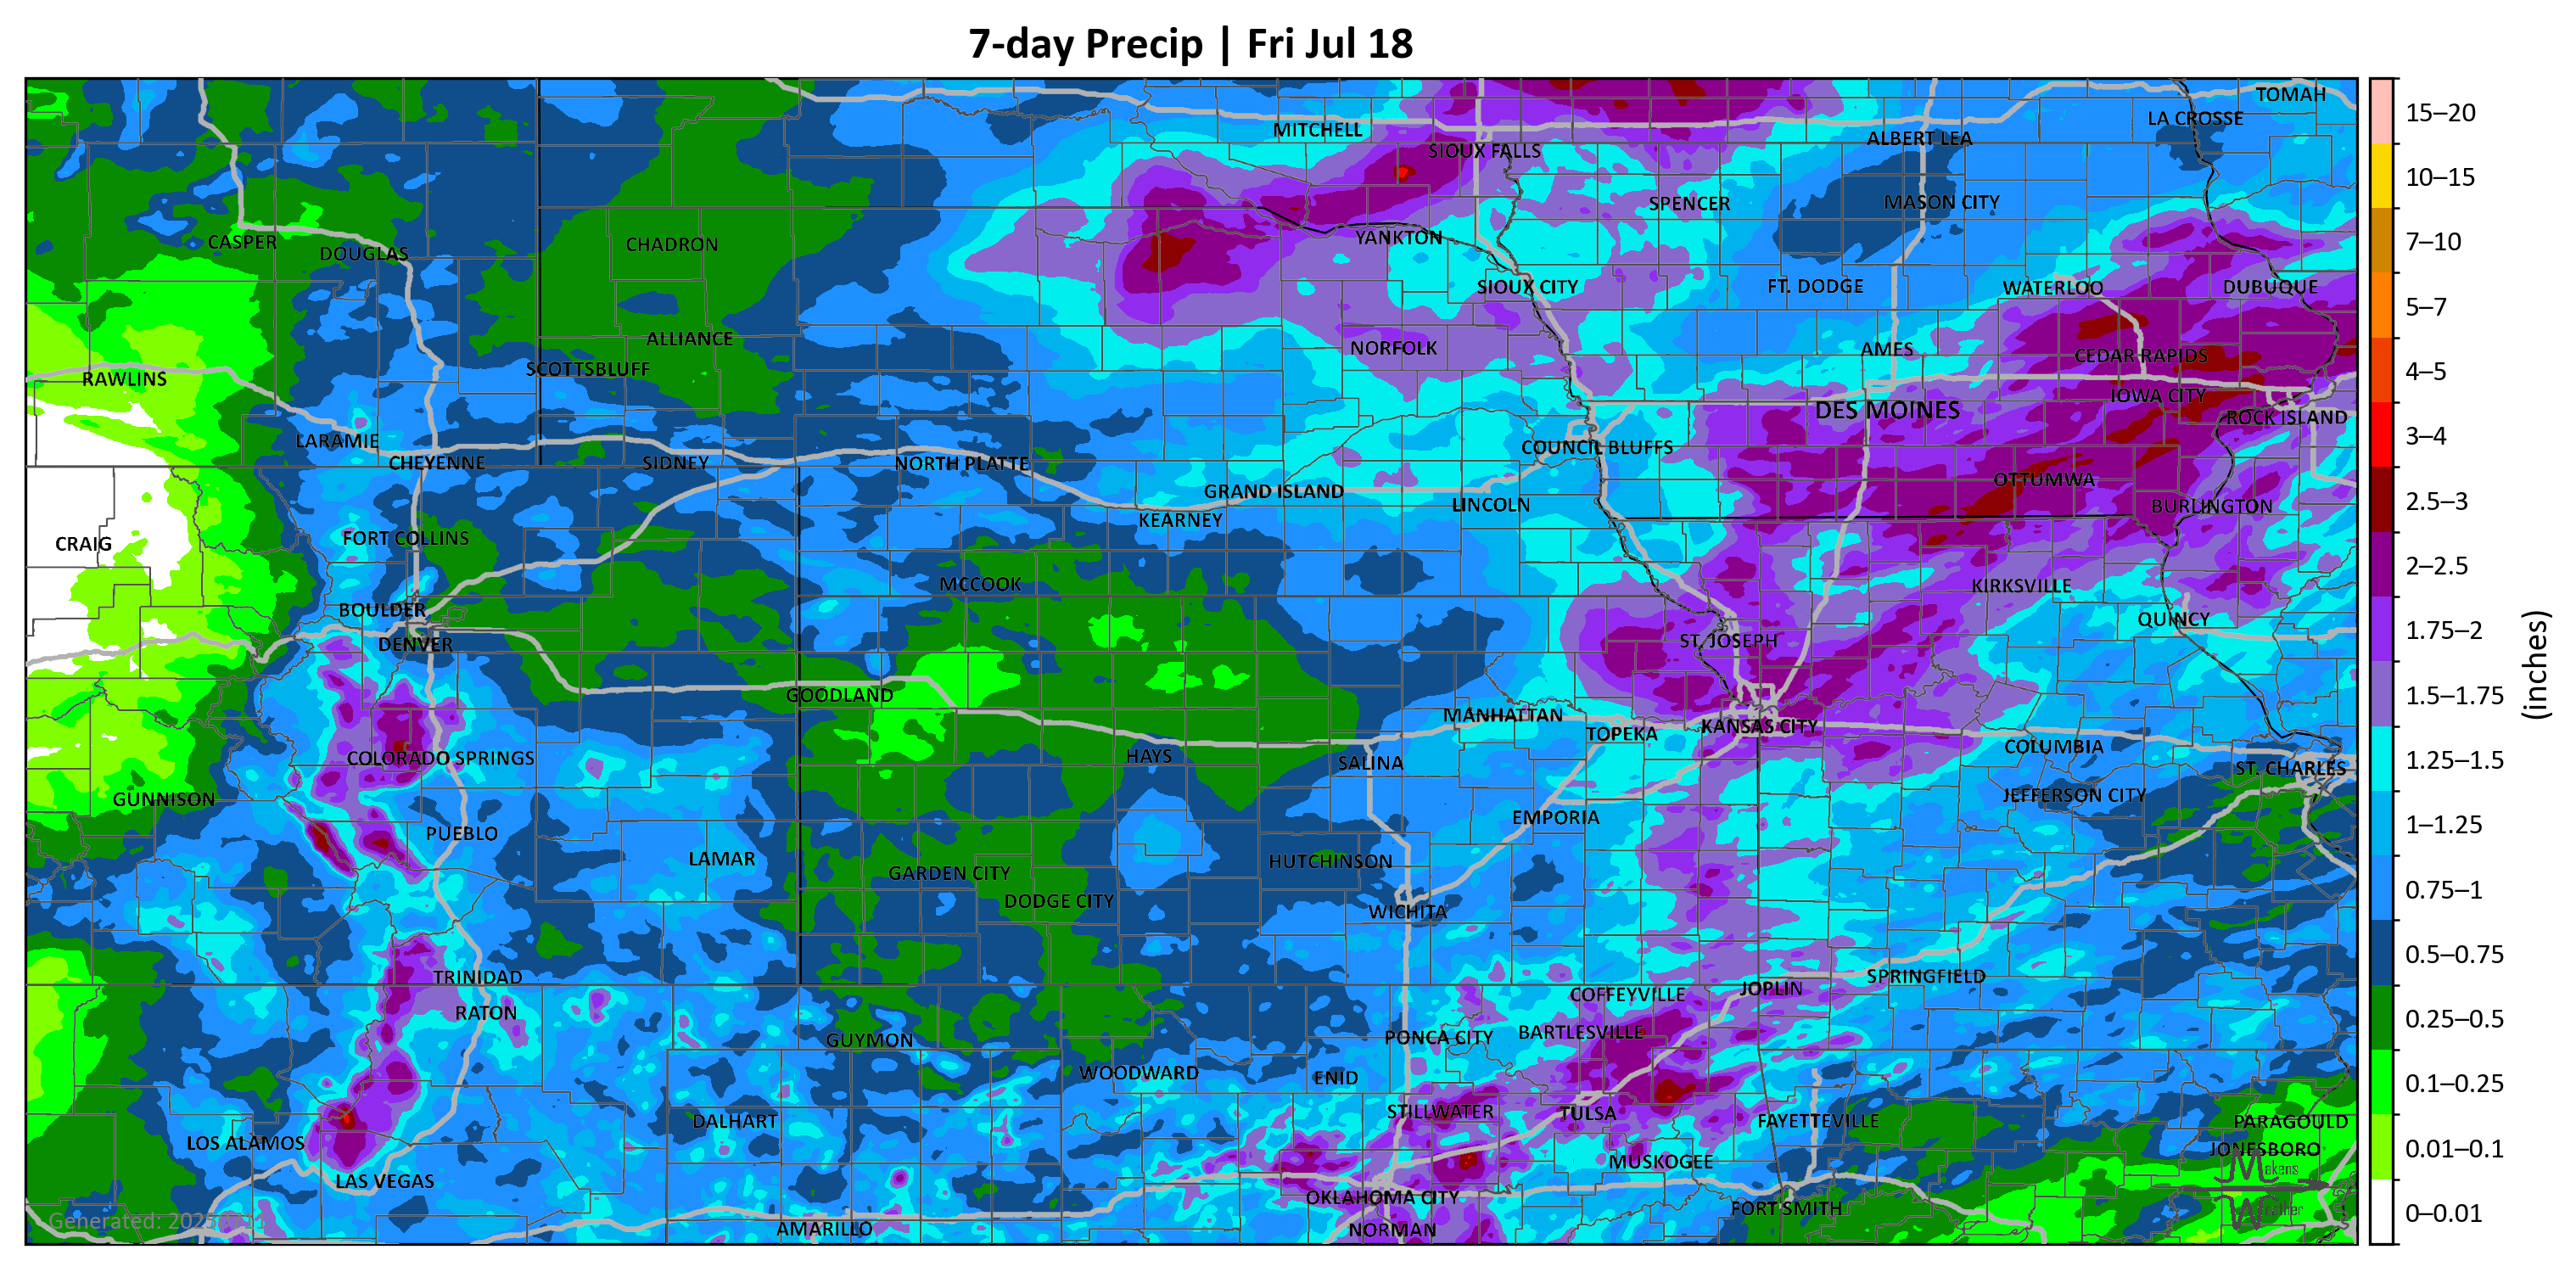 7-day Precip | Fri Jul 18
TOMAH
LA CROSSE
MITCHELL
ALBERT LEA
SIOUX FALLS
MASON CITY
SPENCER
YANKTON
CASPER
CHADRON
DOUGLAS
SIOUX CITY
FT. DODGE
WATERLOO
DUBUQUE
ALLIANCE
NORFOLK
AMES
CEDAR RAPIDS
SCOTTSBLUFF
RAWLINS
IOWA CITY
DES MOINES
ROCK ISLAND
LARAMIE
COUNCIL BLUFFS
CHEYENNE
SIDNEY
NORTH PLATTE
OTTUMWA
GRAND ISLAND
LINCOLN
BURLINGTON
KEARNEY
FORT COLLINS
CRAIG
MCCOOK
KIRKSVILLE
BOULDER
QUINCY
DENVER
ST. JOSEPH
GOODLAND
MANHATTAN
KANSAS CITY
TOPEKA
COLUMBIA
COLORADO SPRINGS
HAYS
SALINA
ST. CHARLES
GUNNISON
JEFFERSON CITY
EMPORIA
PUEBLO
LAMAR
HUTCHINSON
GARDEN CITY
DODGE CITY
WICHITA
TRINIDAD
SPRINGFIELD
JOPLIN
COFFEYVILLE
RATON
BARTLESVILLE
PONCA CITY
GUYMON
WOODWARD
ENID
STILLWATER
TULSA
DALHART
FAYETTEVILLE
PARAGOULD
LOS ALAMOS
JONESBORO
MUSKOGEE
LAS VEGAS
OKLAHOMA CITY
FORT SMITH
AMARILLO
NORMAN
Makens
Weather
15–20
10–15
7–10
5–7
4–5
3–4
2.5–3
2–2.5
1.75–2
1.5–1.75
1.25–1.5
1–1.25
0.75–1
0.5–0.75
0.25–0.5
0.1–0.25
0.01–0.1
0–0.01
(inches)
Generated: